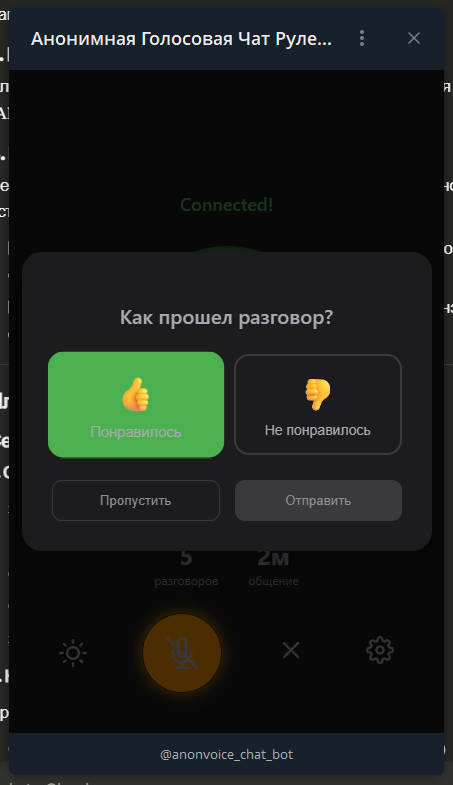 Анонимная Голосовая Чат Руле...
Connected!
Как прошел разговор?
Понравилось
Не понравилось
Пропустить
Отправить
5
2м
разговоров
общение
@anonvoice_chat_bot